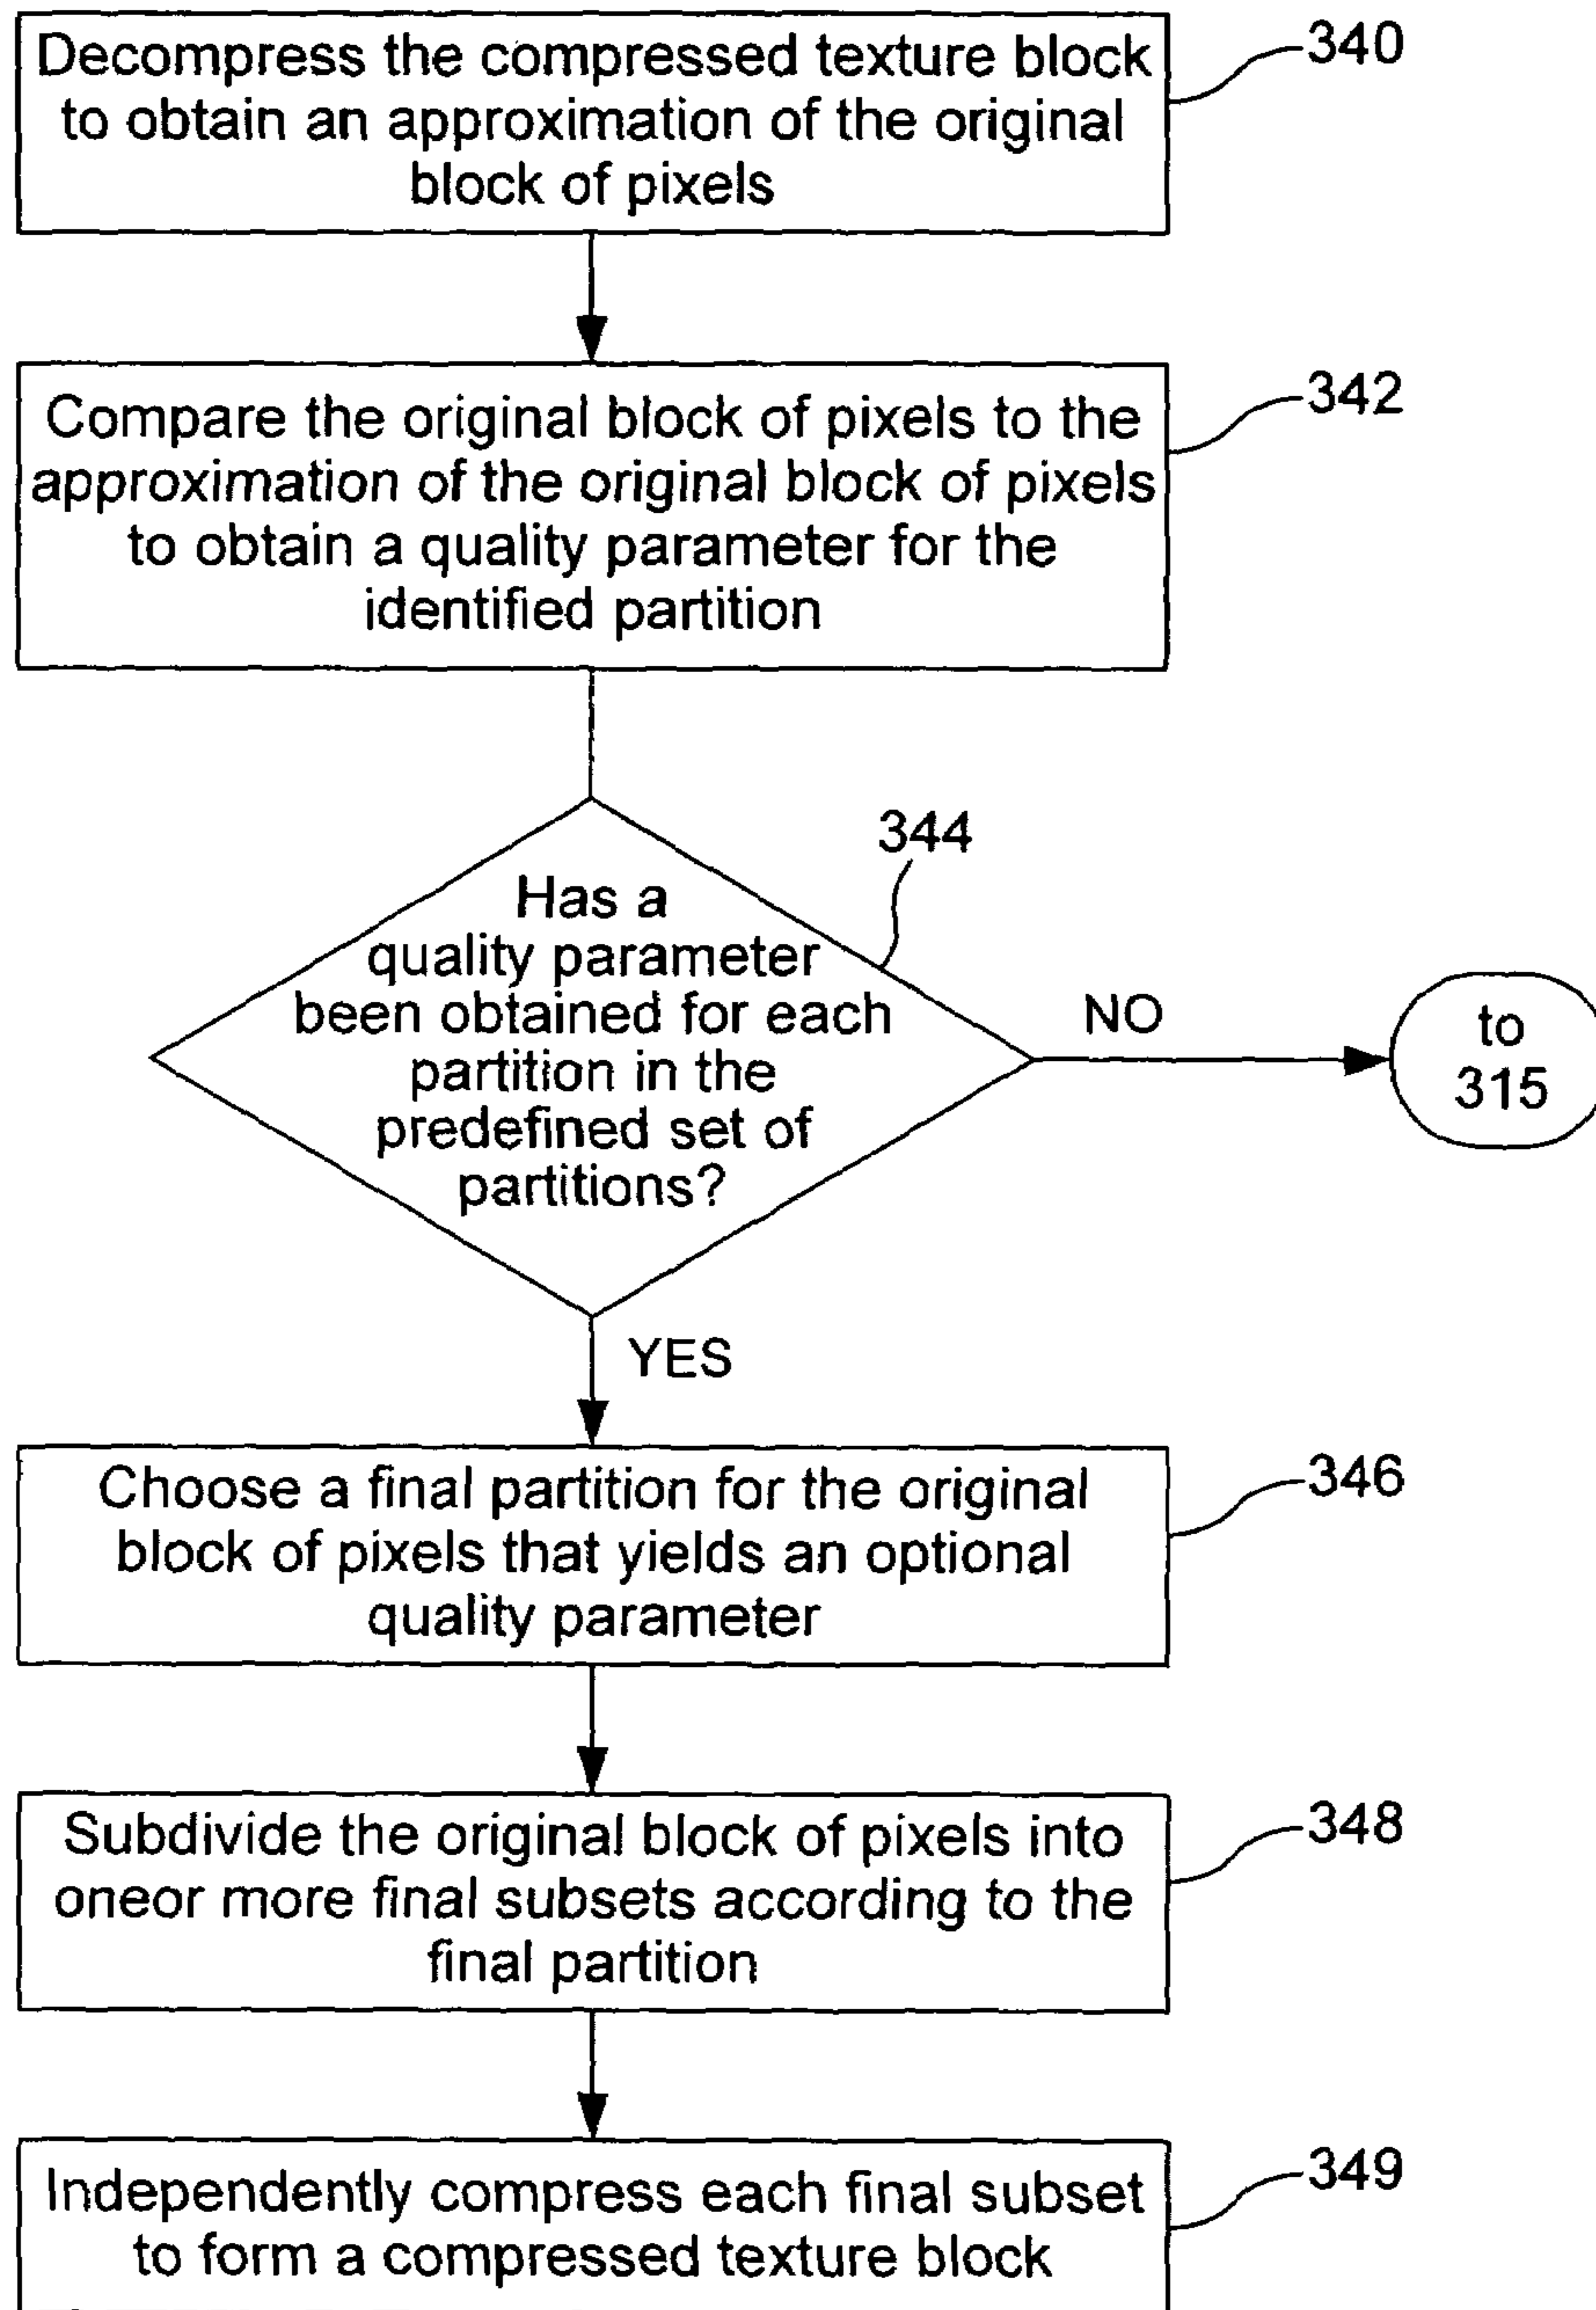 Decompress the compressed texture block
to obtain an approximation of the original
block of pixels
340
Compare the original block of pixels to the
approximation of the original block of pixels
to obtain a quality parameter for the
identified partition
342
344
Has a
quality parameter
been obtained for each
partition in the
predefined set of
partitions?
NO
to
315
YES
Choose a final partition for the original
block of pixels that yields an optional
quality parameter
346
Subdivide the original block of pixels into
oneor more final subsets according to the
final partition
348
Independently compress each final subset
to form a compressed texture block
349